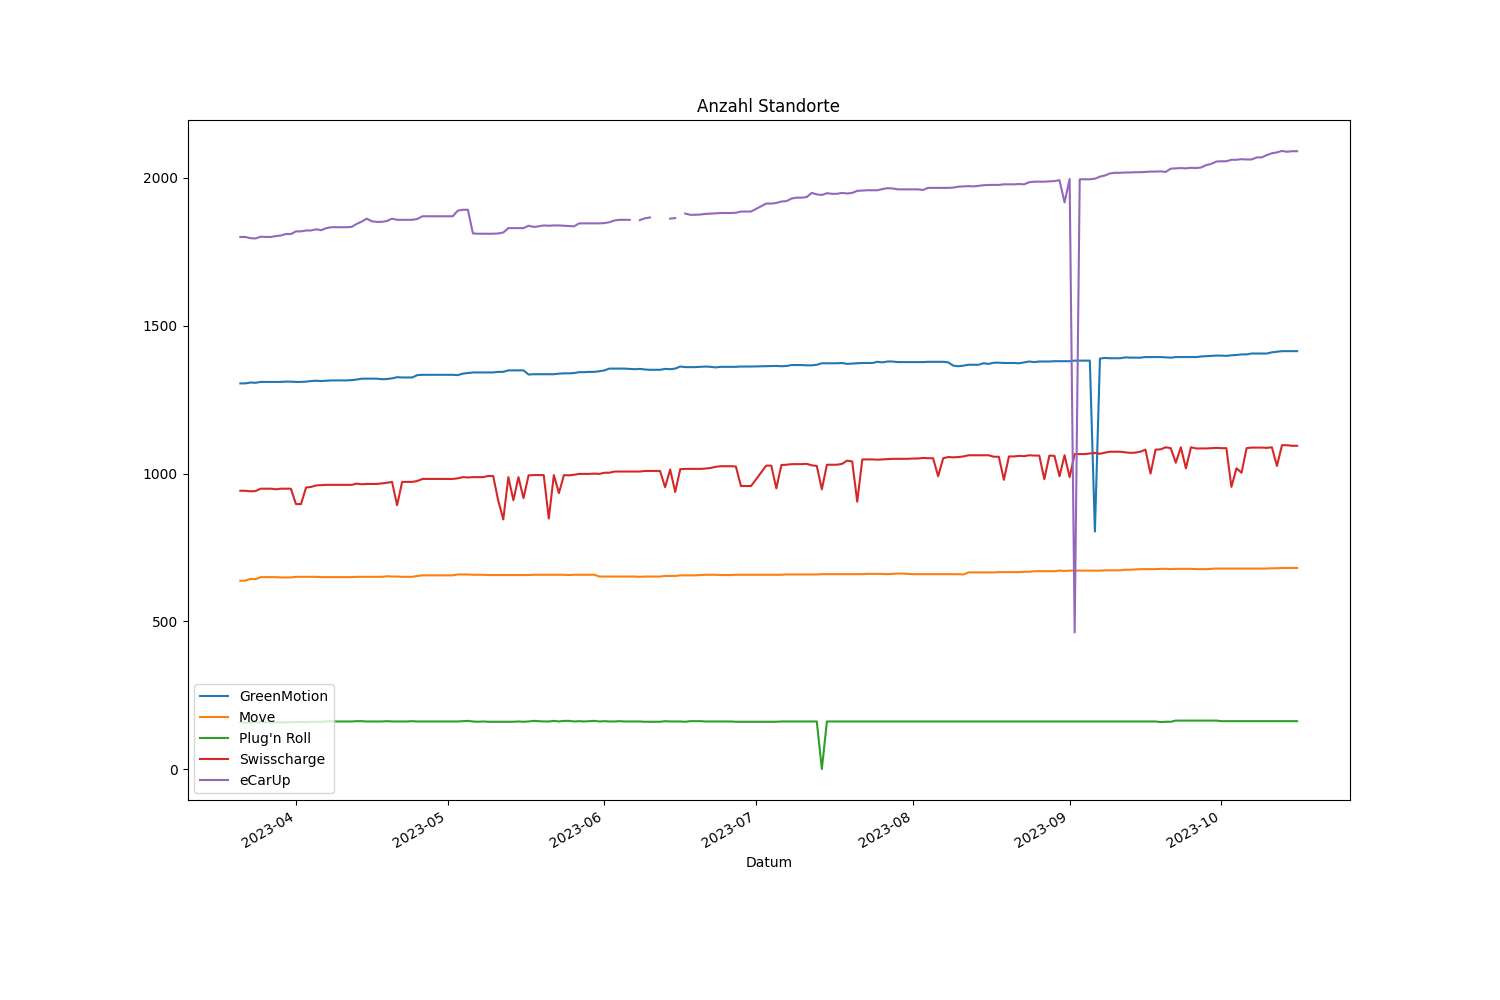 Anzahl Standorte
2000
1500
1000
500
0
GreenMotion
Move
Plug'n Roll
Swisscharge
eCarUp
2023-04
2023-05
2023-06
2023-07
2023-08
2023-09
2023-10
Datum